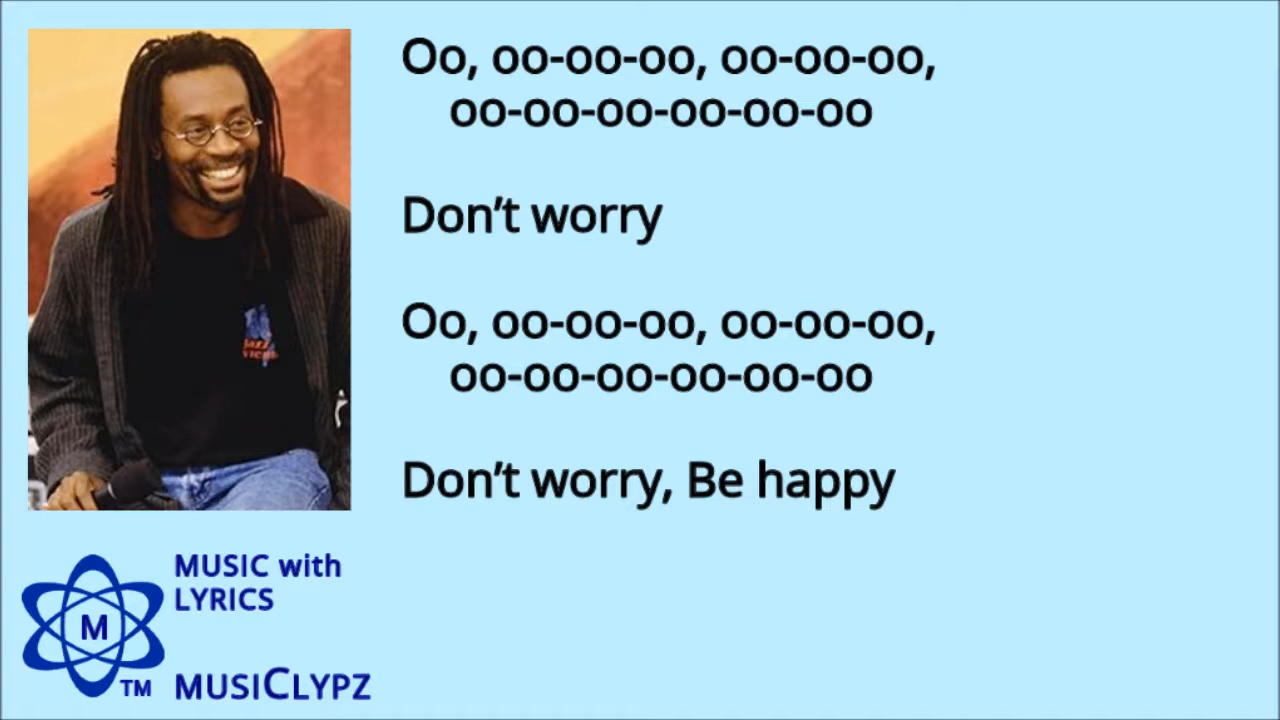 Oo, oo-oo-oo, oo-oo-oo,
oo-oo-oo-oo-oo-oo
Don’t worry
Oo, oo-oo-oo, oo-oo-oo,
oo-oo-oo-oo-oo-oo
Don’t worry, Be happy
MUSIC with
LYRICS
M
TM
MUSICLYPZ